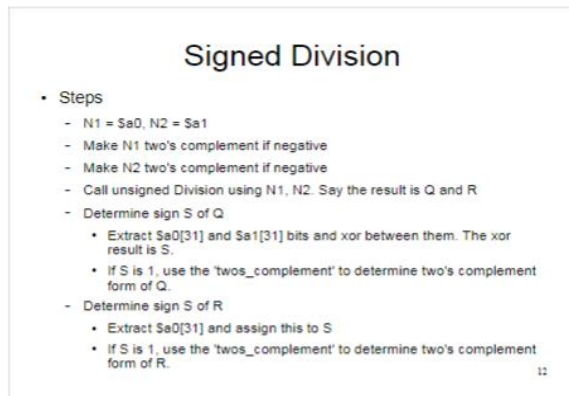 Signed Division
• Steps
- N1 = $a0, N2 = $a1
- Make N1 two's complement if negative
- Make N2 two's complement if negative
- Call unsigned Division using N1, N2. Say the result is Q and R
- Determine sign S of Q
• Extract $a0[31] and $a1[31] bits and xor between them. The xor
result is S.
• If S is 1, use the 'twos_complement' to determine two's complement
form of Q.
- Determine sign S of R
• Extract $a0[31] and assign this to S
• If S is 1, use the 'twos_complement' to determine two's complement
form of R.
12